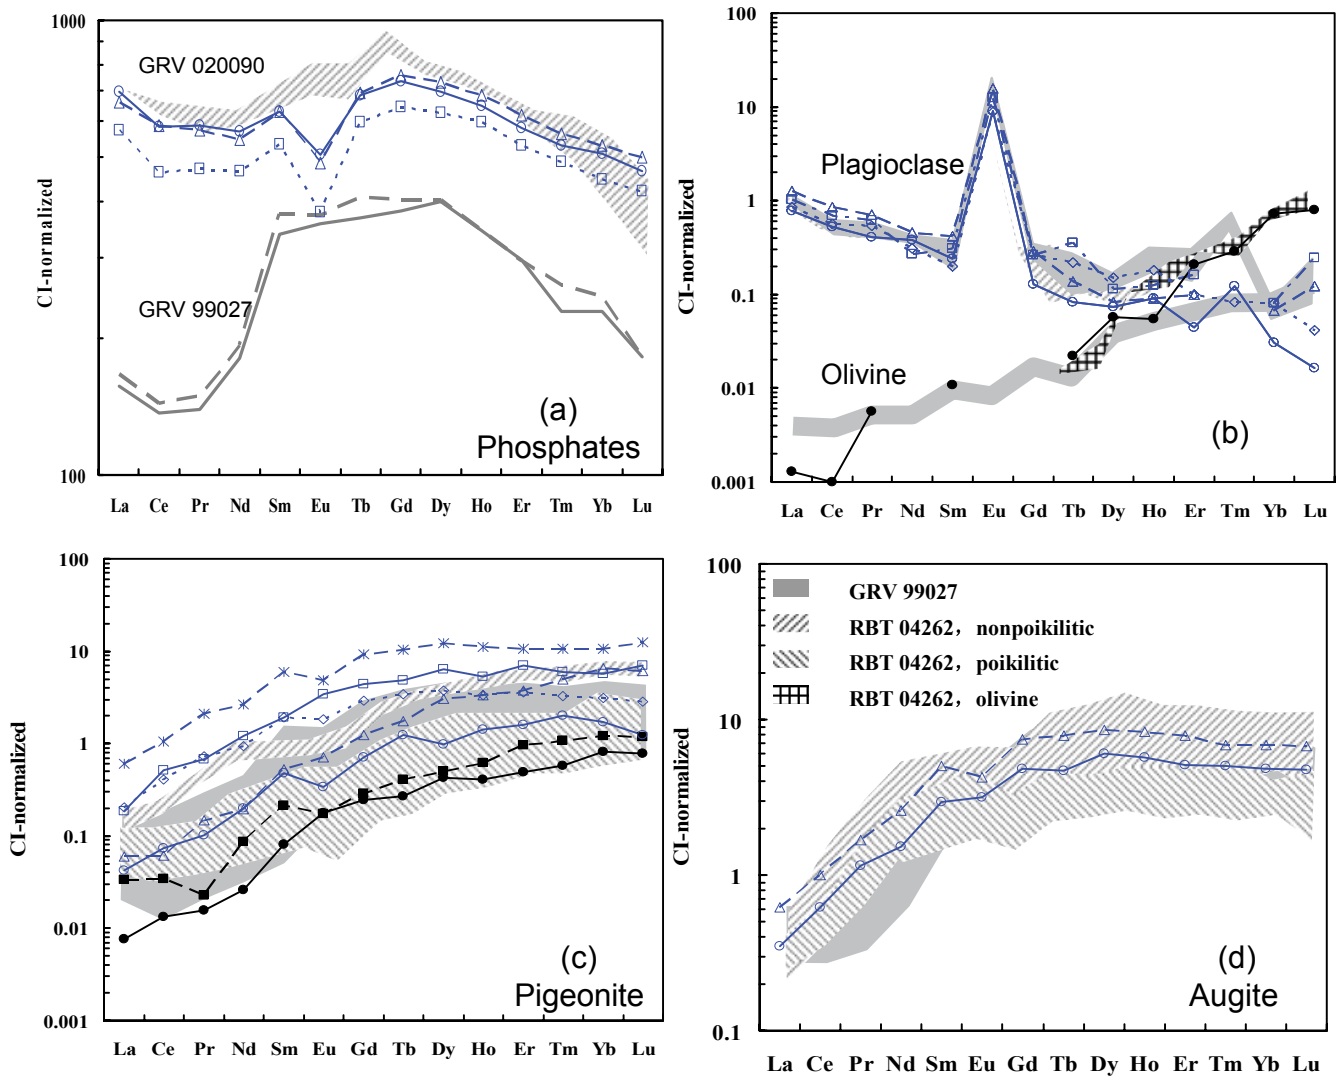 1000
GRV 020090
CI-normalized
GRV 99027
(a)
Phosphates
100
La Ce Pr Nd Sm Eu Tb Gd Dy Ho Er Tm Yb Lu
100
10
Plagioclase
1
CI-normalized
0.1
Olivine
0.01
(b)
0.001
La Ce Pr Nd Sm Eu Gd Tb Dy Ho Er Tm Yb Lu
100
10
1
CI-normalized
0.1
0.01
(c)
Pigeonite
0.001
La Ce Pr Nd Sm Eu Gd Tb Dy Ho Er Tm Yb Lu
100
GRV 99027
RBT 04262, nonpoikilitic
RBT 04262, poikilitic
RBT 04262, olivine
10
CI-normalized
1
(d)
Augite
0.1
La Ce Pr Nd Sm Eu Gd Tb Dy Ho Er Tm Yb Lu